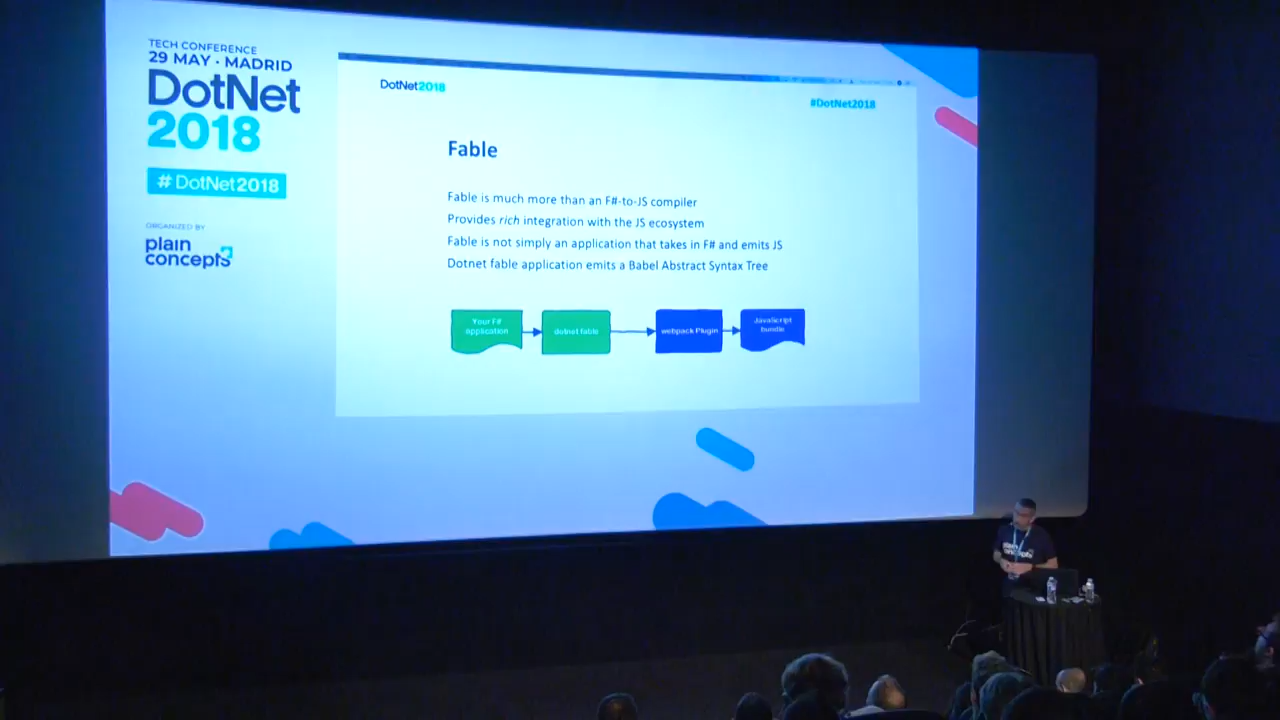 TECH CONFERENCE
29 MAY · MADRID
DotNet
2018
# DotNet2018
ORGANIZED BY
plain
concepts
DotNet2018
#DotNet2018
Fable
Fable is much more than an F#-to-JS compiler
Provides rich integration with the JS ecosystem
Fable is not simply an application that takes in F# and emits JS
Dotnet fable application emits a Babel Abstract Syntax Tree
Your F#
application
dotnet fable
webpack Plugin
JavaScript
bundle
plain
concepts